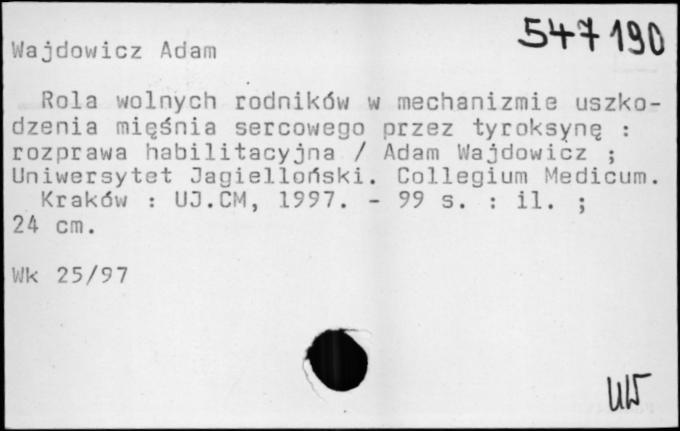 547190
Wajdowicz Adam
Rola wolnych rodników w mechanizmie uszko-
dzenia mięśnia sercowego przez tyroksynę :
rozprawa habilitacyjna / Adam Wajdowicz ;
Uniwersytet Jagielloński. Collegium Medicum.
Kraków : UJ.CM, 1997. - 99 s. : il. ;
24 cm.
Wk 25/97
UW